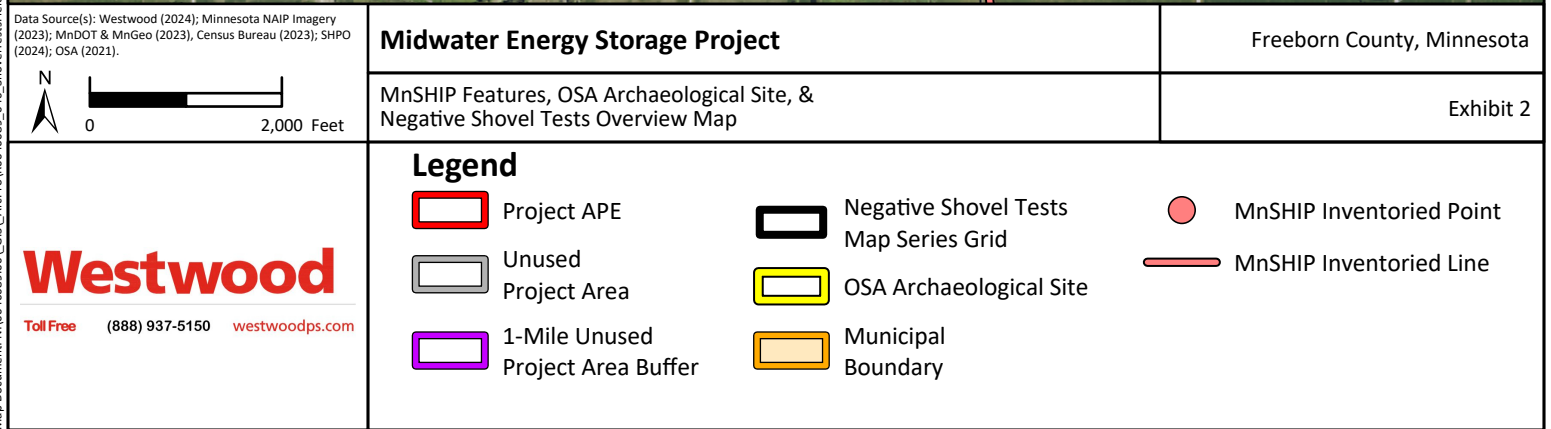 Data Source(s): Westwood (2024); Minnesota NAIP Imagery
(2023); MnDOT & MnGeo (2023), Census Bureau (2023); SHPO
(2024); OSA (2021).
N
0 2,000 Feet
Midwater Energy Storage Project
Freeborn County, Minnesota
MnSHIP Features, OSA Archaeological Site, &
Negative Shovel Tests Overview Map
Exhibit 2
Westwood
Toll Free (888) 937-5150 westwoodps.com
Legend
Project APE
Unused
Project Area
1-Mile Unused
Project Area Buffer
Negative Shovel Tests
Map Series Grid
OSA Archaeological Site
Municipal
Boundary
MnSHIP Inventoried Point
MnSHIP Inventoried Line